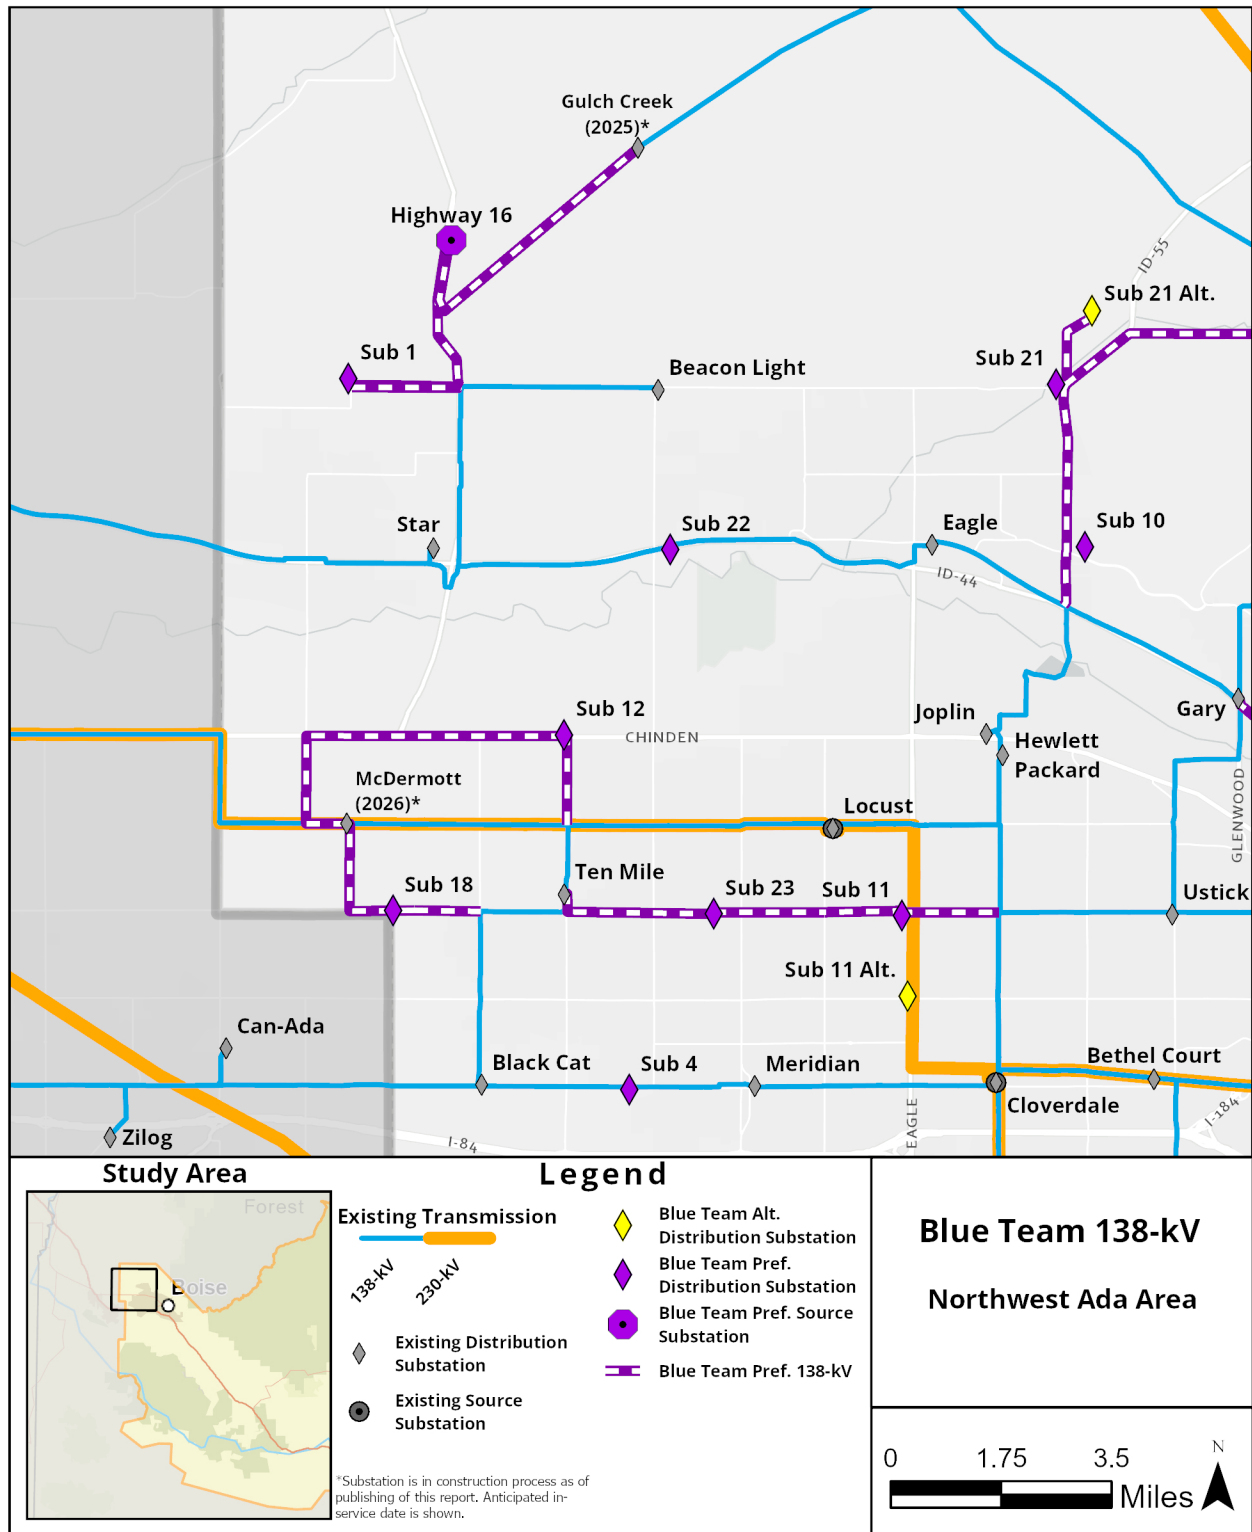 Gulch Creek
(2025)*
Highway 16
ID-55
Sub 21 Alt.
Sub 1
Sub 21
Beacon Light
Star
Sub 22
Eagle
Sub 10
ID-44
Sub 12
CHINDEN
Joplin
Gary
Hewlett
Packard
McDermott
(2026)*
Locust
GLENWOOD
Ten Mile
Sub 18
Sub 23
Sub 11
Ustick
Sub 11 Alt.
Can-Ada
Black Cat
Sub 4
Meridian
Bethel Court
Cloverdale
EAGLE
I-184
Zilog
I-84
Study Area
Forest
Boise
Legend
Existing Transmission
138-kV
230-kV
Existing Distribution
Substation
Existing Source
Substation
Blue Team Alt.
Distribution Substation
Blue Team Pref.
Distribution Substation
Blue Team Pref. Source
Substation
Blue Team Pref. 138-kV
*Substation is in construction process as of
publishing of this report. Anticipated in-
service date is shown.
Blue Team 138-kV
Northwest Ada Area
0 1.75 3.5
Miles
N